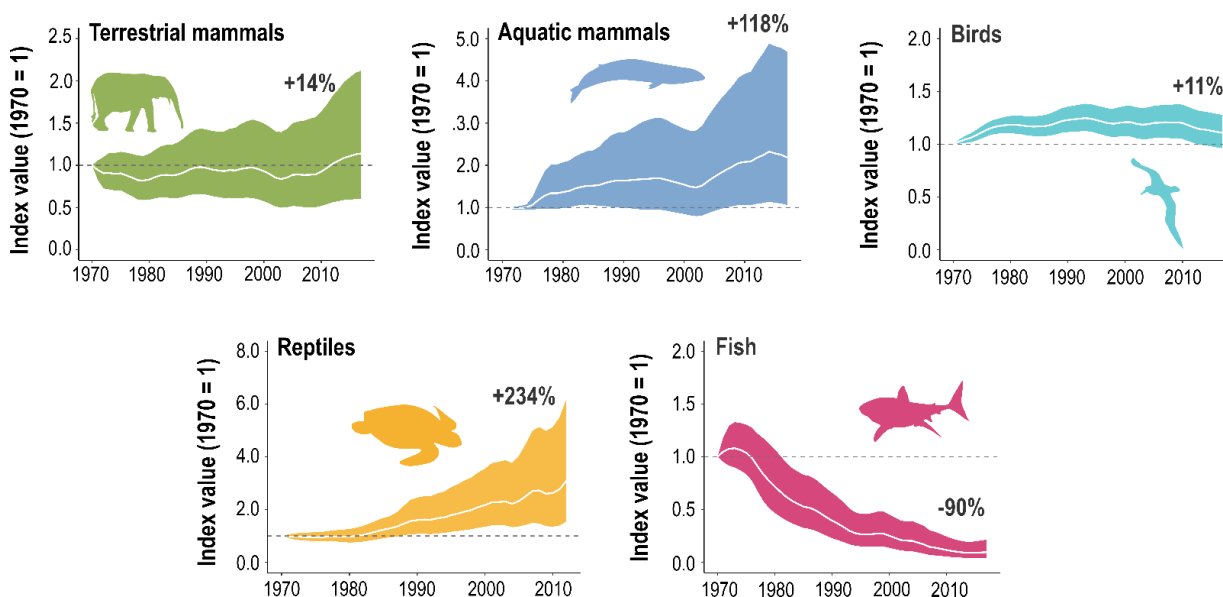 Terrestrial mammals
+14%
Index value (1970 = 1)
2.5
2.0
1.5
1.0
0.5
0.0
1970 1980 1990 2000 2010
Aquatic mammals
+118%
Index value (1970 = 1)
5.0
4.0
.3.0
2.0
1.0
0.0
1970 1980 1990 2000 2010
Birds
+11%
Index value (1970 = 1)
2.0
1.5
1.0
0.5
0.0
1970 1980 1990 2000 2010
Reptiles
+234%
Index value (1970 = 1)
8.0
6.0
4.0
2.0
0.0
1970 1980 1990 2000 2010
Fish
-90%
Index value (1970 = 1)
2.0
1.5
1.0
0.5
0.0
1970 1980 1990 2000 2010